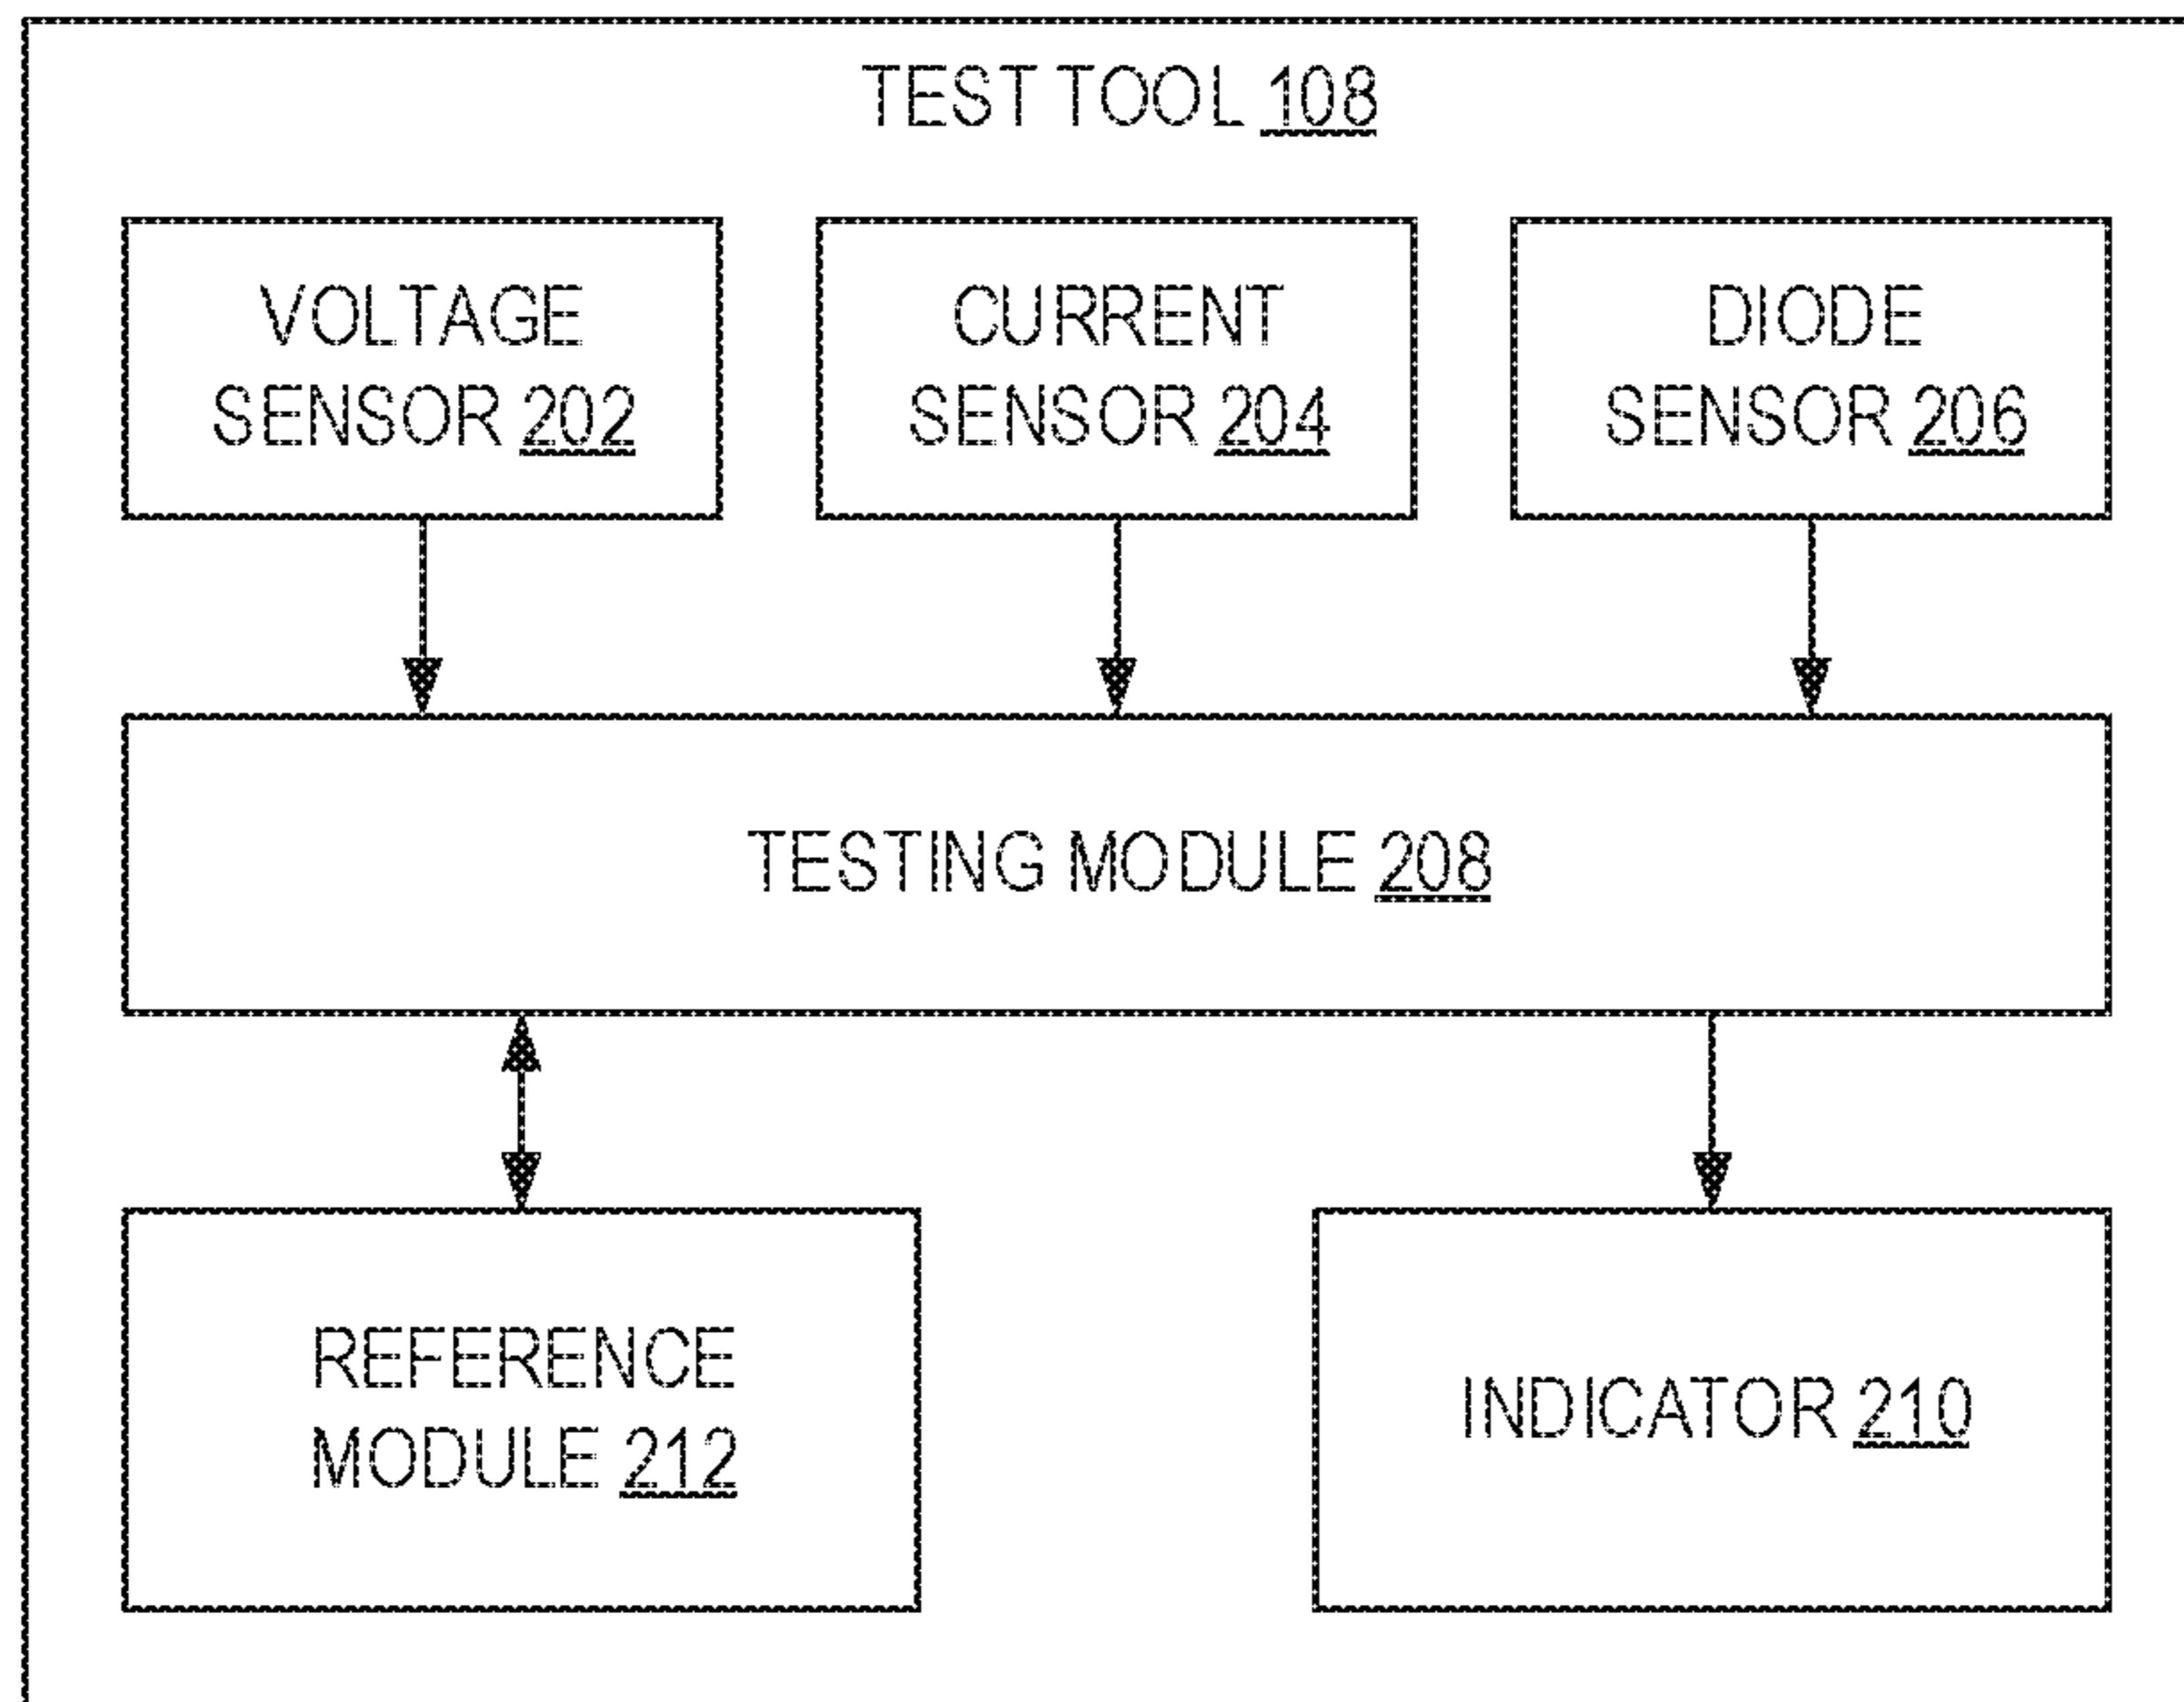 TEST TOOL 108
VOLTAGE
SENSOR 202
CURRENT
SENSOR 204
DIODE
SENSOR 206
TESTING MODULE 208
REFERENCE
MODULE 212
INDICATOR 210